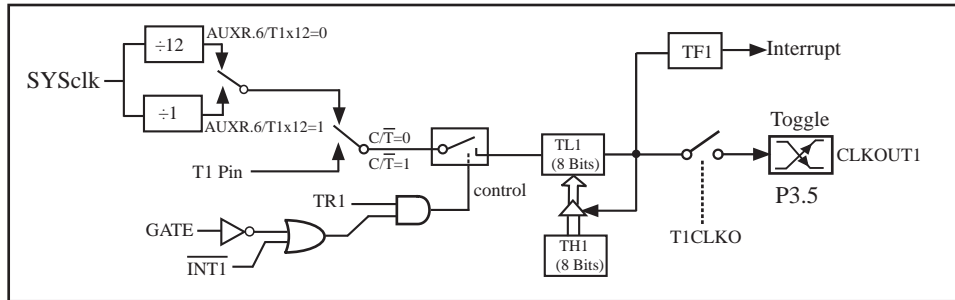 AUXR.6/T1x12=0
÷12
SYSclk
÷1
AUXR.6/T1x12=1
T1 Pin
C/T̅=0
C/T̅=1
TR1
GATE
I̅N̅T̅1̅
control
TL1
(8 Bits)
TH1
(8 Bits)
TF1
Interrupt
Toggle
CLKOUT1
P3.5
T1CLKO